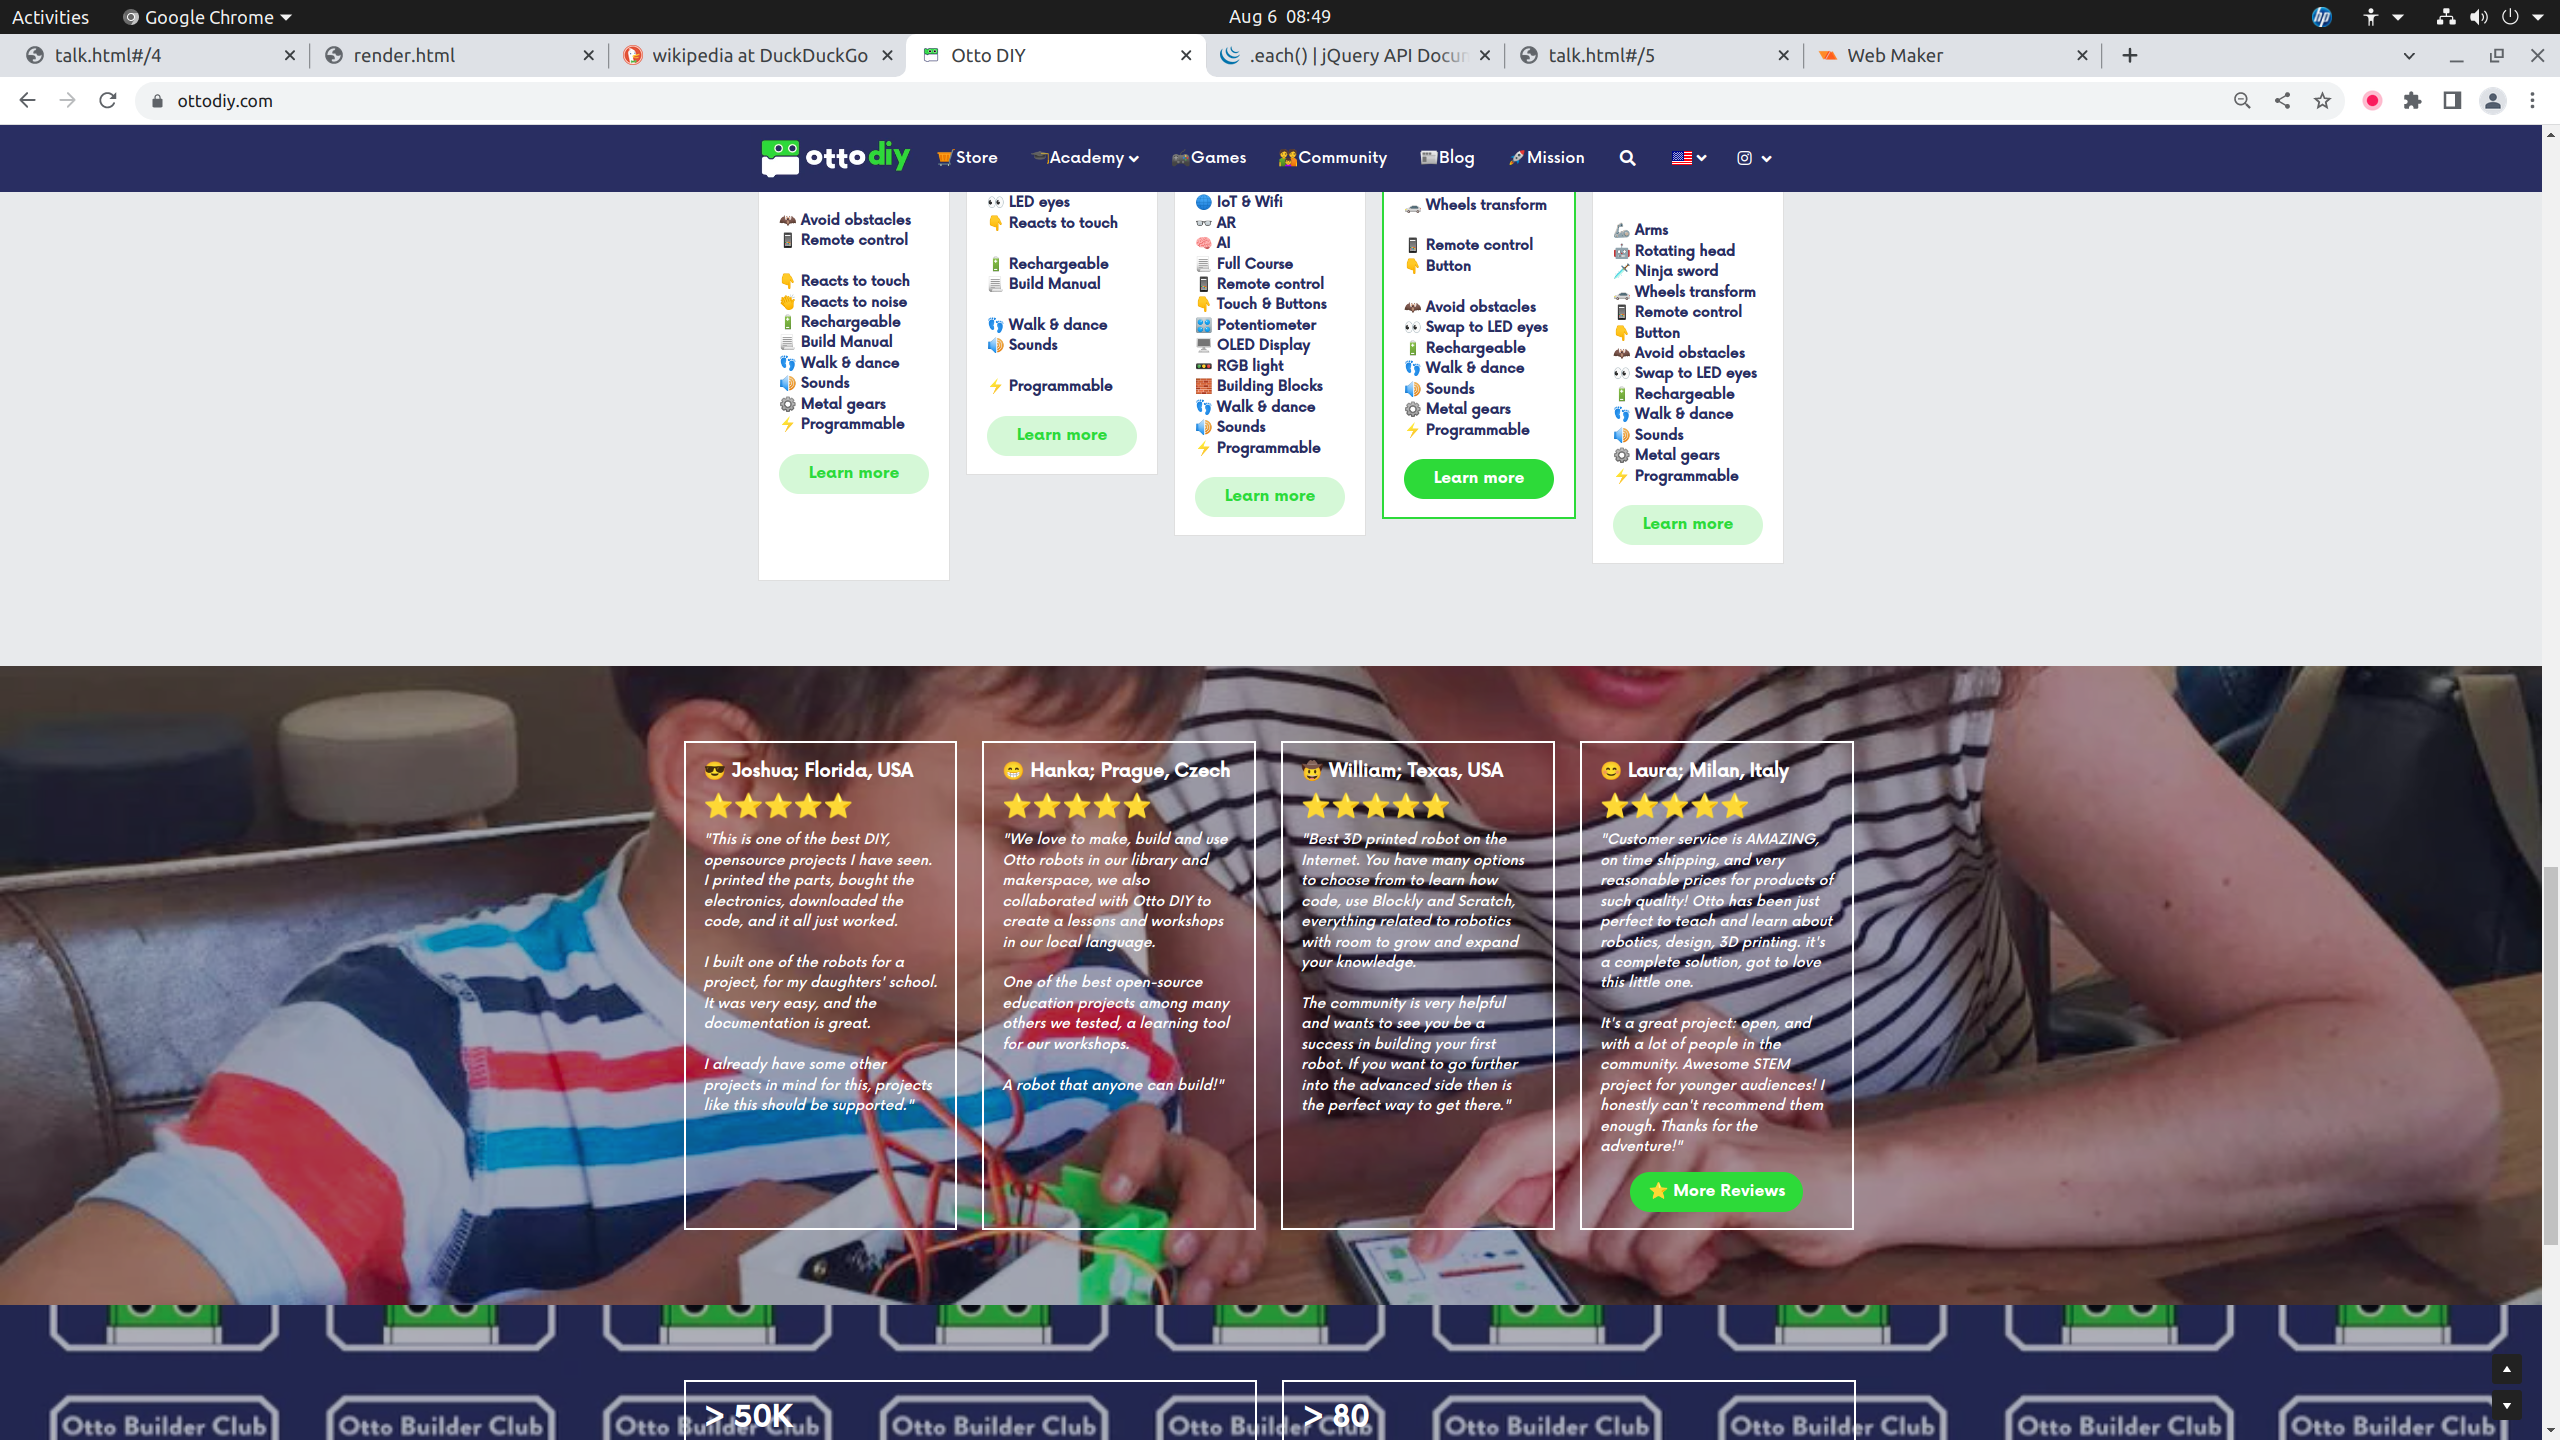 Activities
Google Chrome
Aug 6 08:49
hp
talk.html#/4
render.html
wikipedia at DuckDuckGo
Otto DIY
.each() | jQuery API Docum
talk.html#/5
Web Maker
ottodiy.com
otto diy
Store
Academy
Games
Community
Blog
Mission
Avoid obstacles
Remote control
Reacts to touch
Reacts to noise
Rechargeable
Build Manual
Walk & dance
Sounds
Metal gears
Programmable
Learn more
LED eyes
Reacts to touch
Rechargeable
Build Manual
Walk & dance
Sounds
Programmable
Learn more
IoT & Wifi
AR
AI
Full Course
Remote control
Touch & Buttons
Potentiometer
OLED Display
RGB light
Building Blocks
Walk & dance
Sounds
Programmable
Learn more
Wheels transform
Remote control
Button
Avoid obstacles
Swap to LED eyes
Rechargeable
Walk & dance
Sounds
Metal gears
Programmable
Learn more
Arms
Rotating head
Ninja sword
Wheels transform
Remote control
Button
Avoid obstacles
Swap to LED eyes
Rechargeable
Walk & dance
Sounds
Metal gears
Programmable
Learn more
Joshua; Florida, USA
"This is one of the best DIY,
opensource projects I have seen.
I printed the parts, bought the
electronics, downloaded the
code, and it all just worked.
I built one of the robots for a
project, for my daughters' school.
It was very easy, and the
documentation is great.
I already have some other
projects in mind for this, projects
like this should be supported."
Hanka; Prague, Czech
"We love to make, build and use
Otto robots in our library and
makerspace, we also
collaborated with Otto DIY to
create a lessons and workshops
in our local language.
One of the best open-source
education projects among many
others we tested, a learning tool
for our workshops.
A robot that anyone can build!"
William; Texas, USA
"Best 3D printed robot on the
Internet. You have many options
to choose from to learn how
code, use Blockly and Scratch,
everything related to robotics
with room to grow and expand
your knowledge.
The community is very helpful
and wants to see you be a
success in building your first
robot. If you want to go further
into the advanced side then is
the perfect way to get there."
Laura; Milan, Italy
"Customer service is AMAZING,
on time shipping, and very
reasonable prices for products of
such quality! Otto has been just
perfect to teach and learn about
robotics, design, 3D printing. it's
a complete solution, got to love
this little one.
It's a great project: open, and
with a lot of people in the
community. Awesome STEM
project for younger audiences! I
honestly can't recommend them
enough. Thanks for the
adventure!"
More Reviews
> 50K
> 80
Otto Builder Club
Otto Builder Club
Otto Builder Club
Otto Builder Club
Otto Builder Club
Otto Builder Club
Otto Builder Club
Otto Builder Club
Otto Builder Club